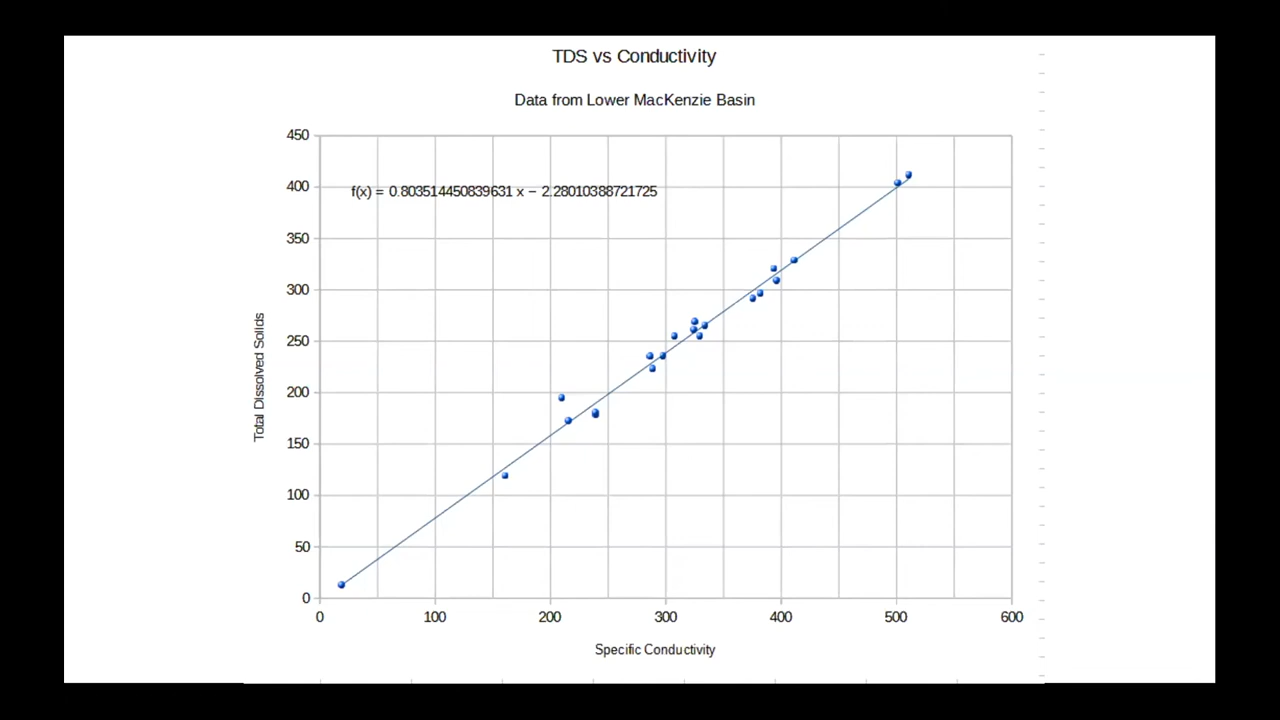 TDS vs Conductivity
Data from Lower MacKenzie Basin
450
400
350
300
250
200
150
100
50
0
f(x) = 0.803514450839631 x − 2.28010388721725
Total Dissolved Solids
0 100 200 300 400 500 600
Specific Conductivity